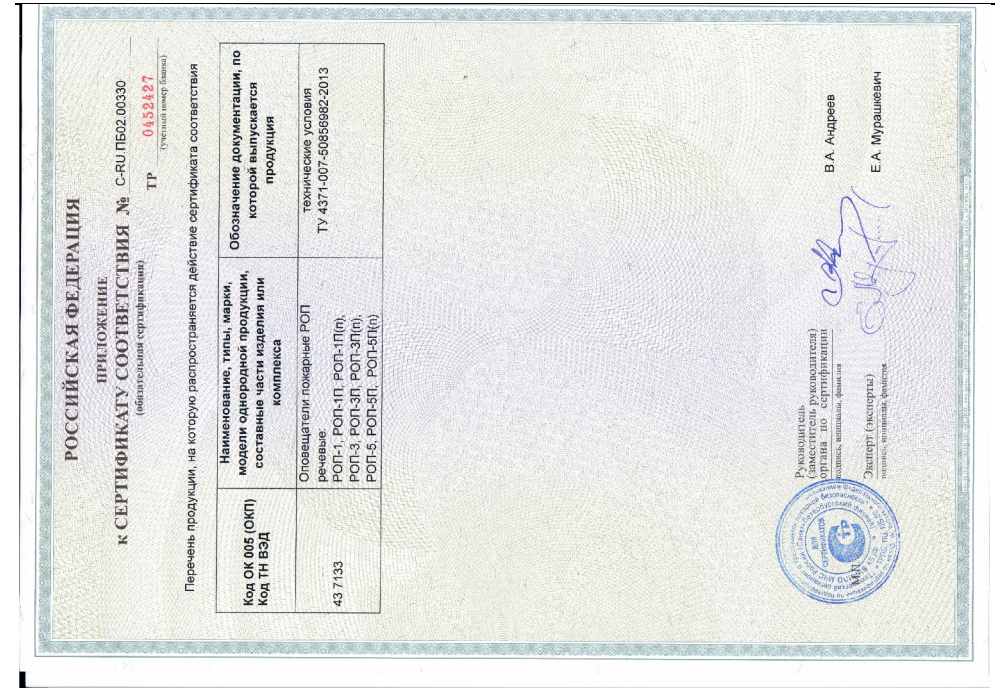 РОССИЙСКАЯ ФЕДЕРАЦИЯ
ПРИЛОЖЕНИЕ
к СЕРТИФИКАТУ СООТВЕТСТВИЯ № C-RU.ПБ02.00330
(обязательная сертификация)
ТР 0452427
(учетный номер бланка)
Перечень продукции, на которую распространяется действие сертификата соответствия
Код ОК 005 (ОКП)
Код ТН ВЭД
Наименование, типы, марки,
модели однородной продукции,
составные части изделия или
комплекса
Обозначение документации, по
которой выпускается
продукция
43 7133
Оповещатели пожарные РОП
речевые:
РОП-1, РОП-1П, РОП-1П(п),
РОП-3, РОП-3П, РОП-3П(п),
РОП-5, РОП-5П, РОП-5П(п)
технические условия
ТУ 4371-007-50856982-2013
Руководитель
(заместитель руководителя)
органа по сертификации
подпись, инициалы, фамилия
В.А. Андреев
Эксперт (эксперты)
подпись, инициалы, фамилия
Е.А. Мурашкевич
М.П.
ДЛЯ
СЕРТИФИКАТОВ